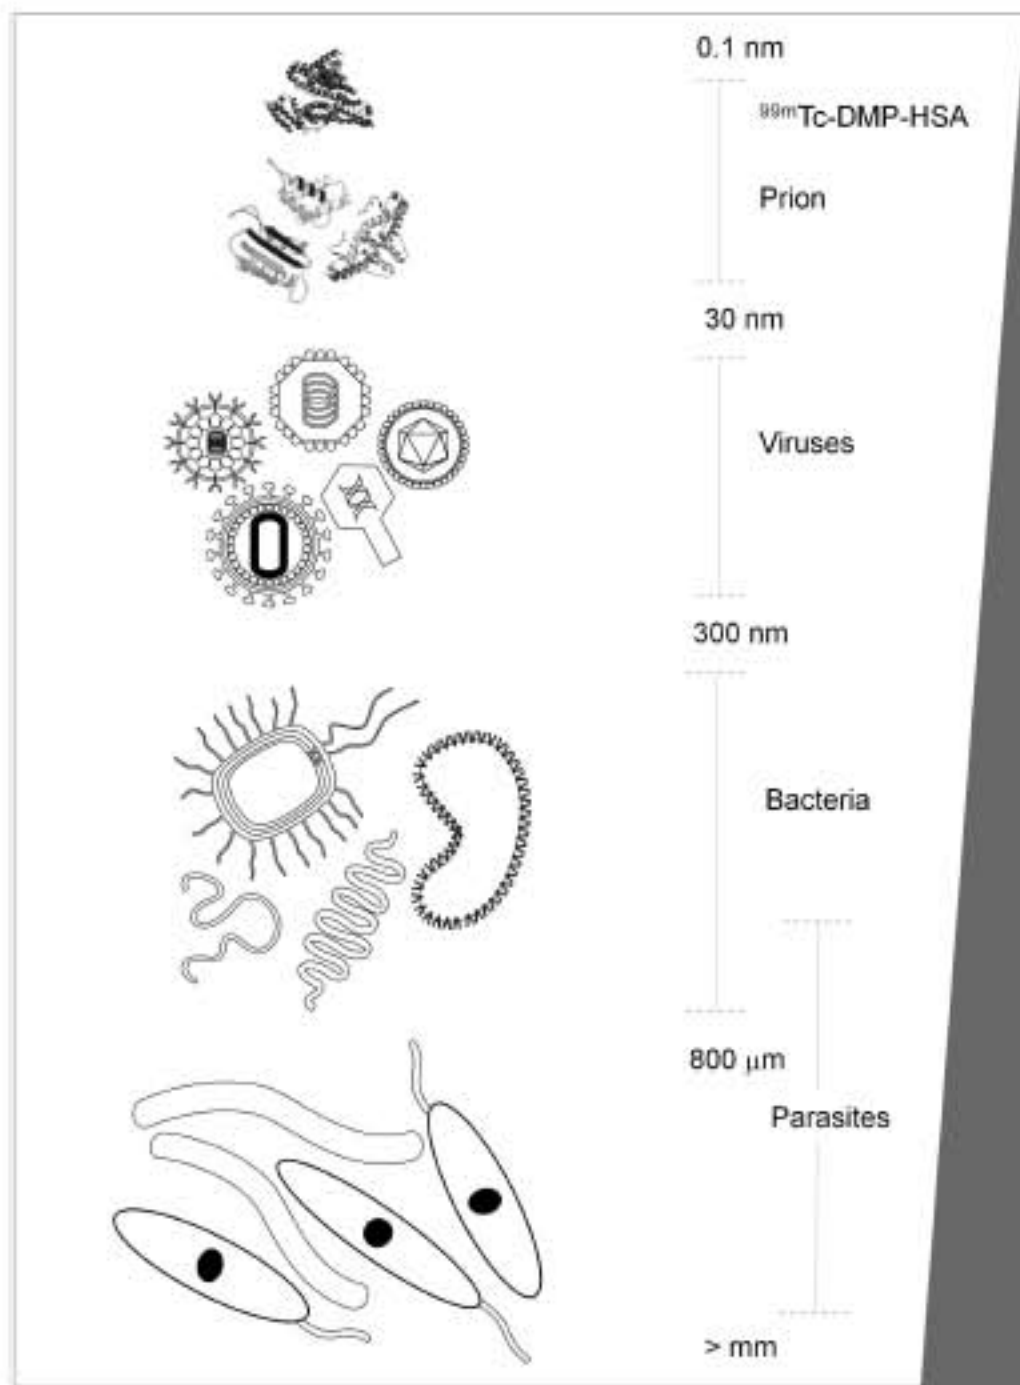 0.1 nm
99mTc-DMP-HSA
Prion
30 nm
Viruses
300 nm
Bacteria
800 μm
Parasites
> mm